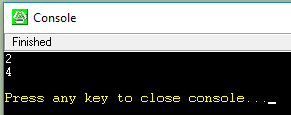 Console
Finished
2
4
Press any key to close console..._